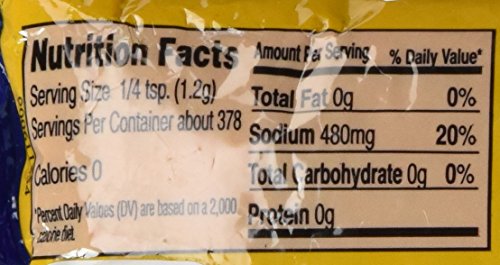 Nutrition Facts
Serving Size 1/4 tsp. (1.2g)
Servings Per Container about 378
Calories 0
*Percent Daily Values (DV) are based on a 2,000
calorie diet.
Amount Per Serving % Daily Value*
Total Fat 0g 0%
Sodium 480mg 20%
Total Carbohydrate 0g 0%
Protein 0g